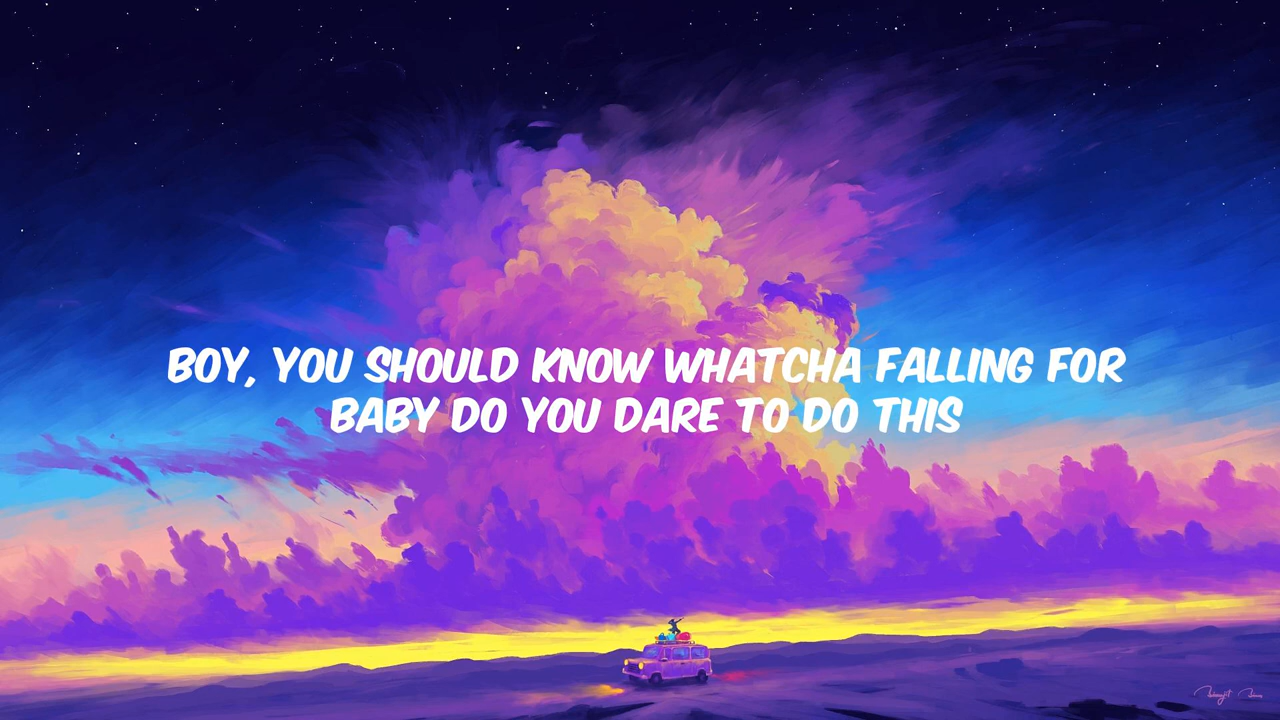 BOY, YOU SHOULD KNOW WHATCHA FALLING FOR
BABY DO YOU DARE TO DO THIS